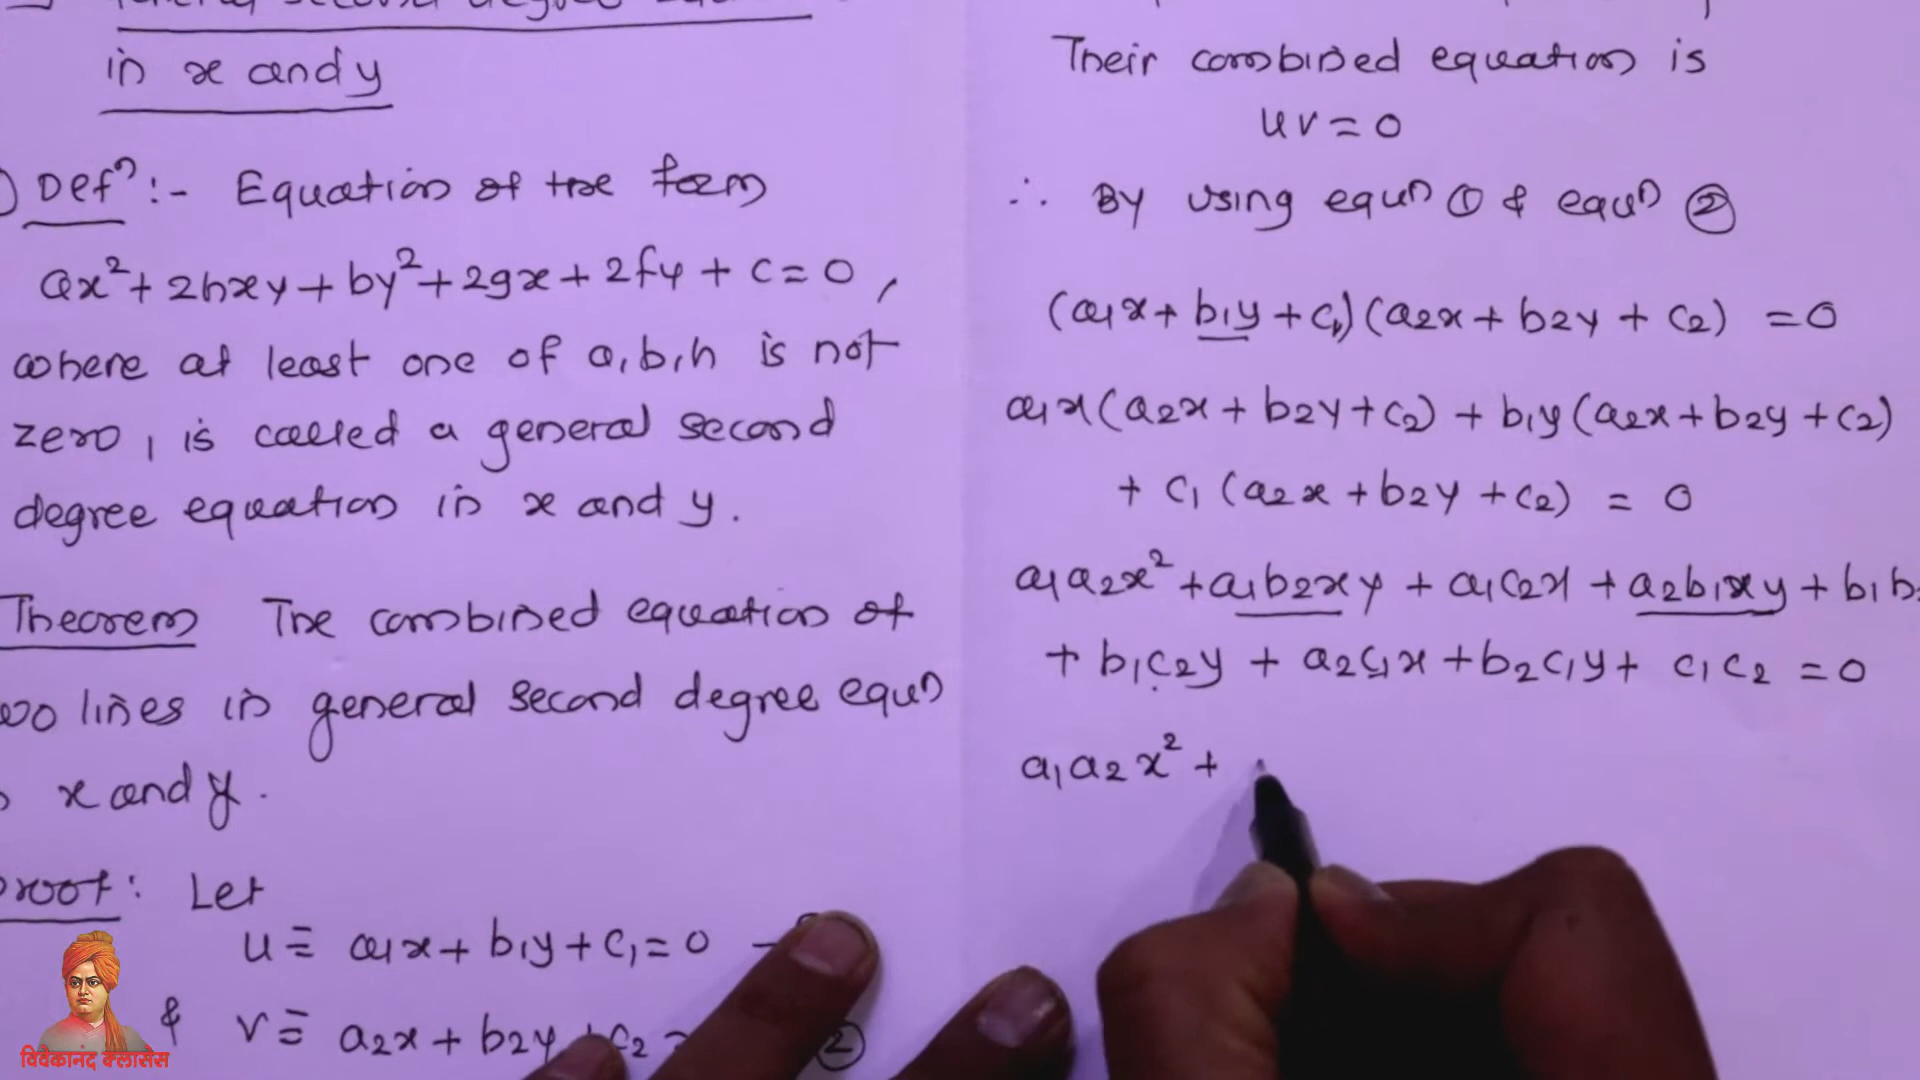 in x and y
Defⁿ :- Equation of the form
ax² + 2hxy + by² + 2gx + 2fy + c = 0 ,
where at least one of a, b, h is not
zero, is called a general second
degree equation in x and y.
Theorem The combined equation of
lines in general second degree equⁿ
x and y.
Proof : Let
u ≡ a₁x + b₁y + c₁ = 0
& v ≡ a₂x + b₂y + c₂ = ②
Their combined equation is
uv = 0
∴ By using equⁿ ① & equⁿ ②
(a₁x + b₁y + c₁)(a₂x + b₂y + c₂) = 0
a₁x(a₂x + b₂y + c₂) + b₁y(a₂x + b₂y + c₂)
+ c₁(a₂x + b₂y + c₂) = 0
a₁a₂x² + a₁b₂xy + a₁c₂x + a₂b₁xy + b₁b₂
+ b₁c₂y + a₂c₁x + b₂c₁y + c₁c₂ = 0
a₁a₂x² +
विवेकानंद क्लासेस